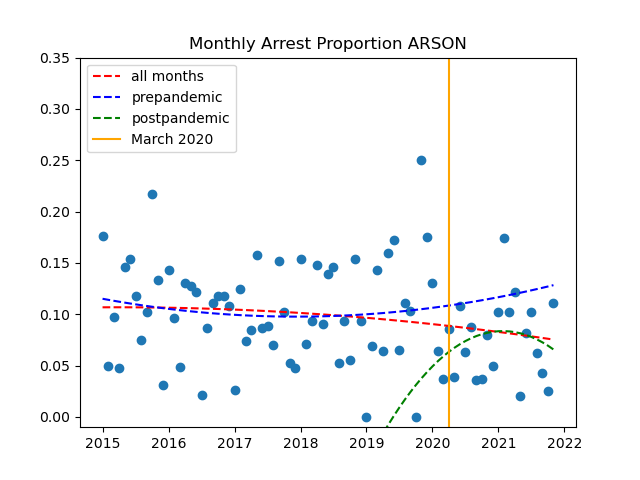 Monthly Arrest Proportion ARSON
all months
prepandemic
postpandemic
March 2020
0.35
0.30
0.25
0.20
0.15
0.10
0.05
0.00
2015 2016 2017 2018 2019 2020 2021 2022